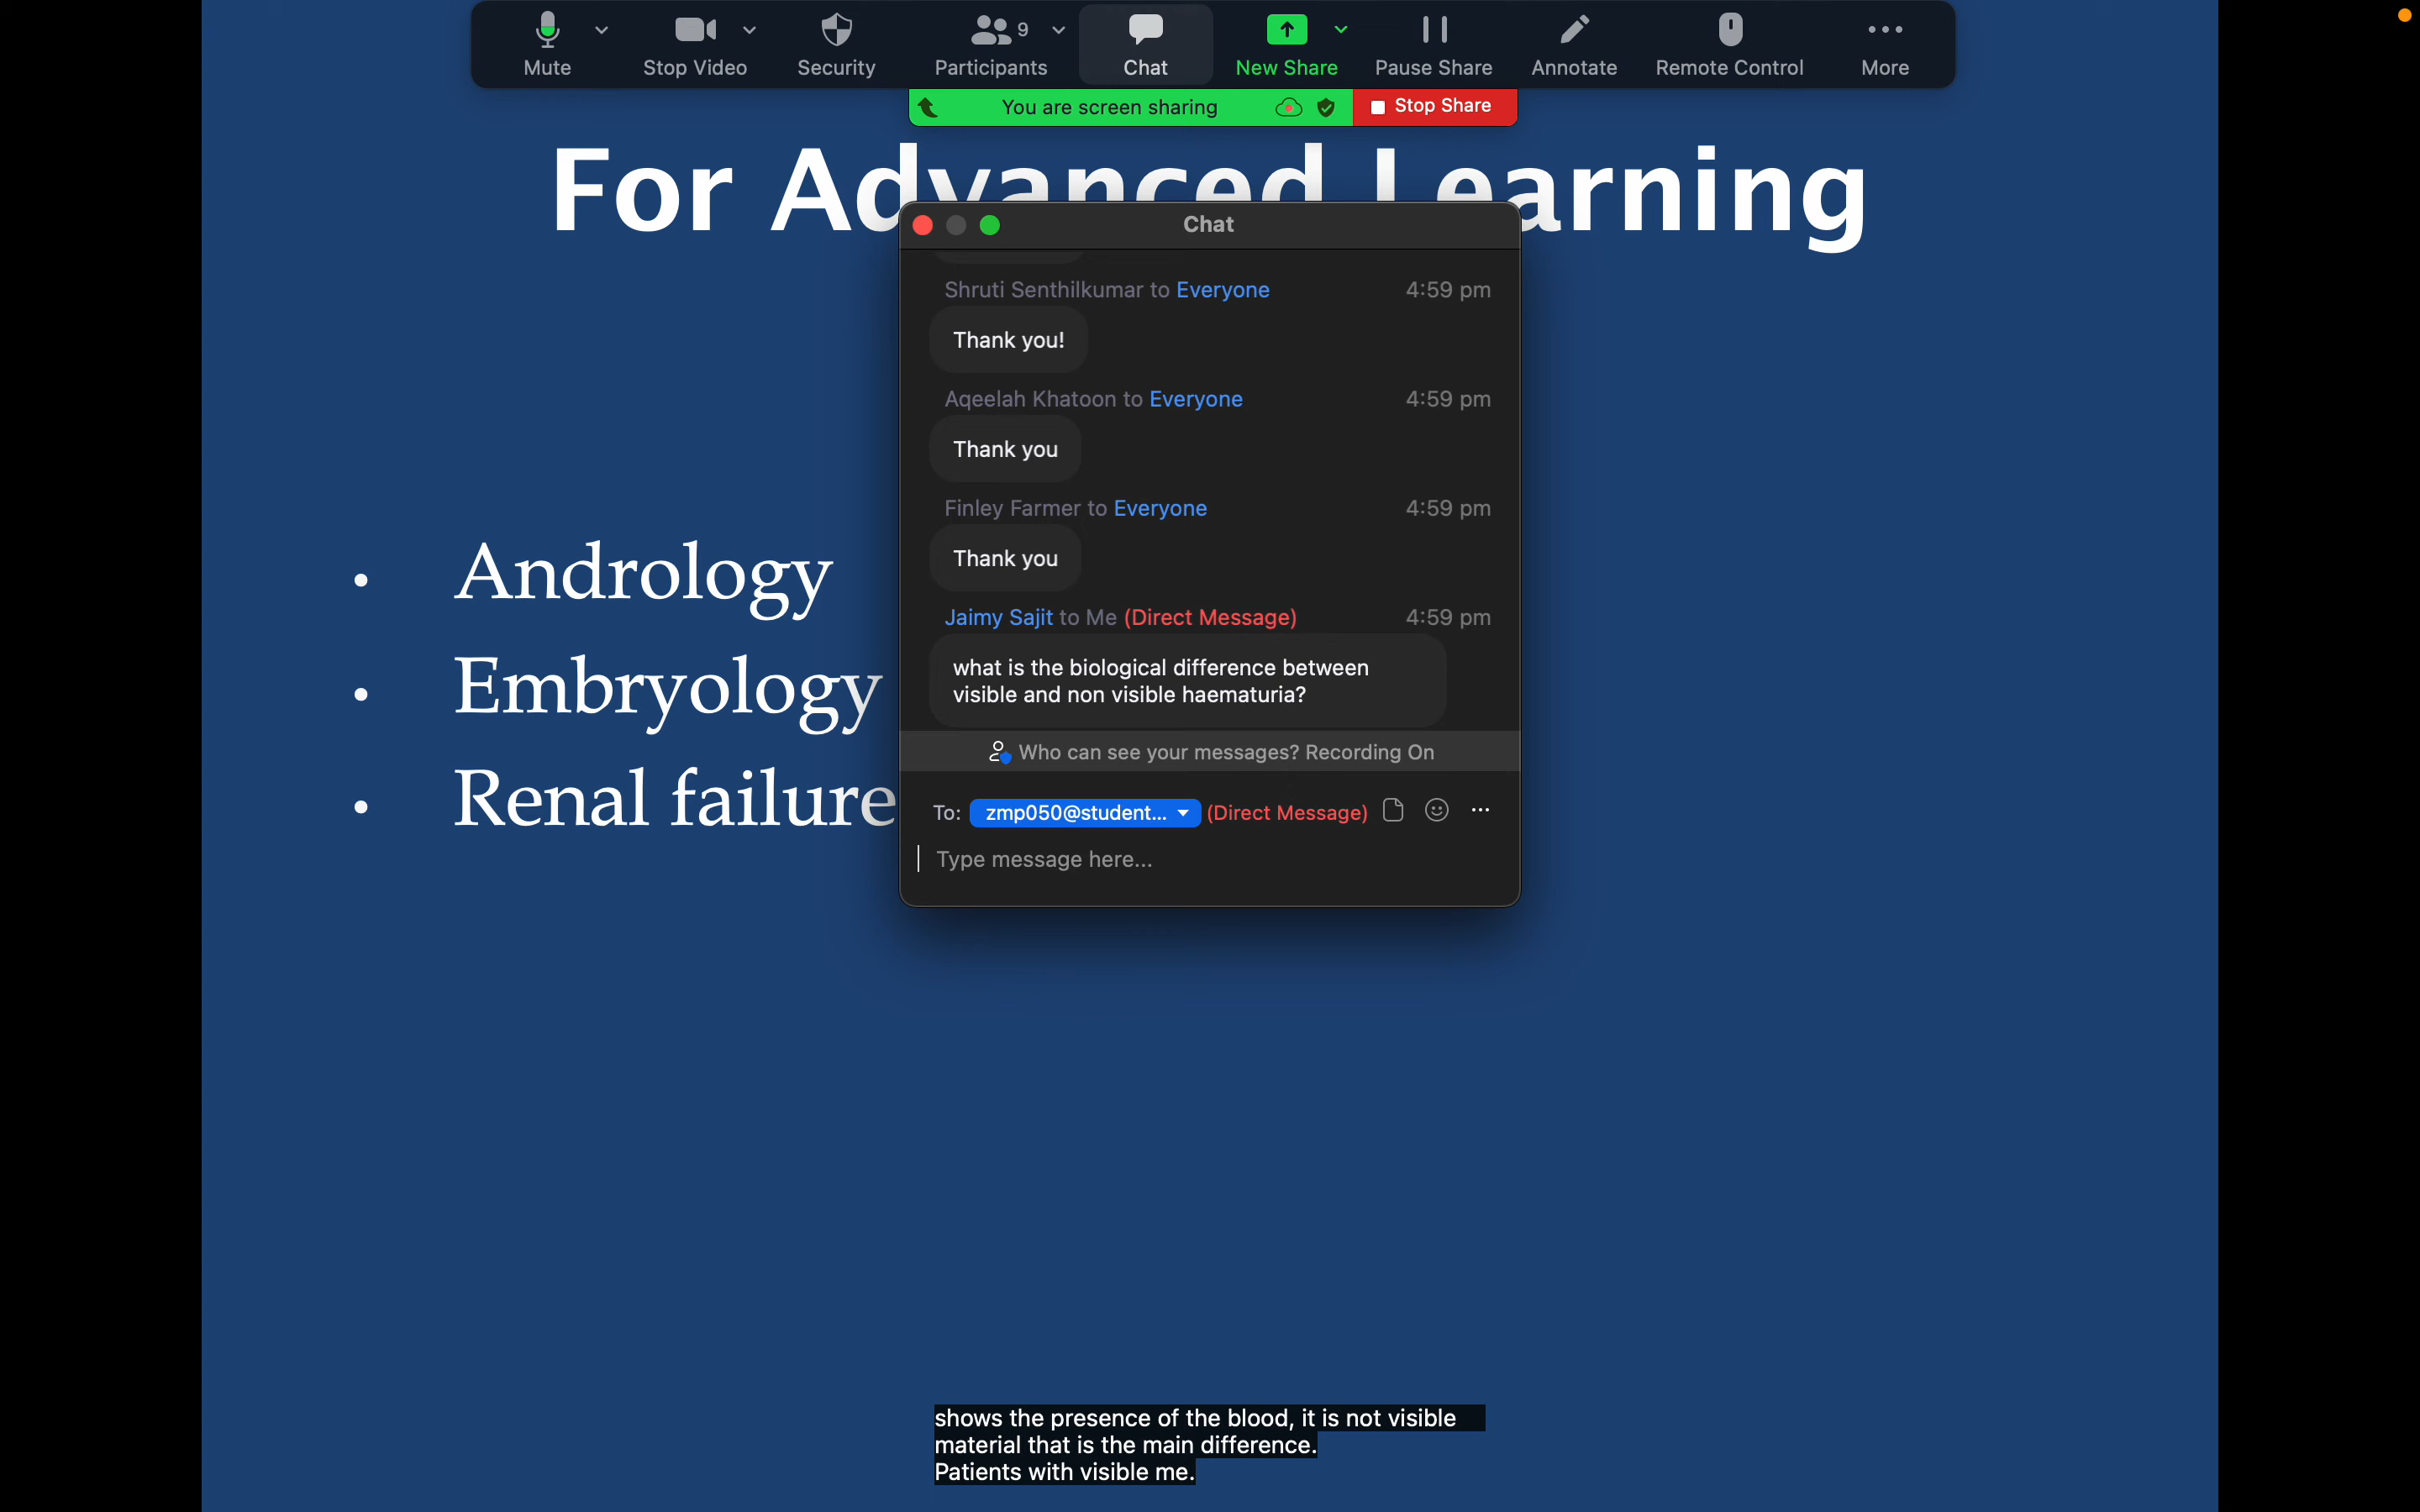 Mute
Stop Video
Security
9
Participants
Chat
New Share
Pause Share
Annotate
Remote Control
More
You are screen sharing
Stop Share
For Advanced Learning
Chat
Shruti Senthilkumar to Everyone 4:59 pm
Thank you!
Aqeelah Khatoon to Everyone 4:59 pm
Thank you
Finley Farmer to Everyone 4:59 pm
Thank you
Jaimy Sajit to Me (Direct Message) 4:59 pm
what is the biological difference between
visible and non visible haematuria?
Who can see your messages? Recording On
To: zmp050@student... (Direct Message)
Type message here...
• Andrology
• Embryology
• Renal failure
shows the presence of the blood, it is not visible
material that is the main difference.
Patients with visible me.